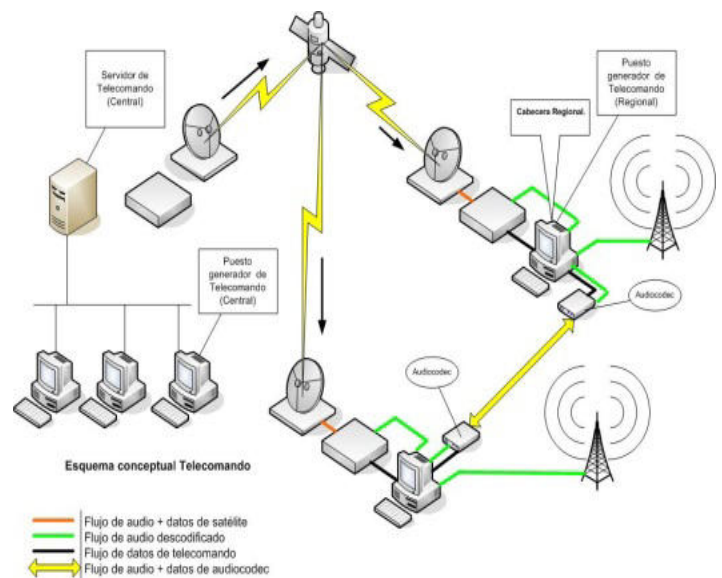 Servidor de
Telecomando
(Central)
Puesto
generador de
Telecomando
(Regional)
Cabecera Regional.
Puesto
generador de
Telecomando
(Central)
Audiocodec
Audiocodec
Esquema conceptual Telecomando
Flujo de audio + datos de satélite
Flujo de audio descodificado
Flujo de datos de telecomando
Flujo de audio + datos de audiocodec